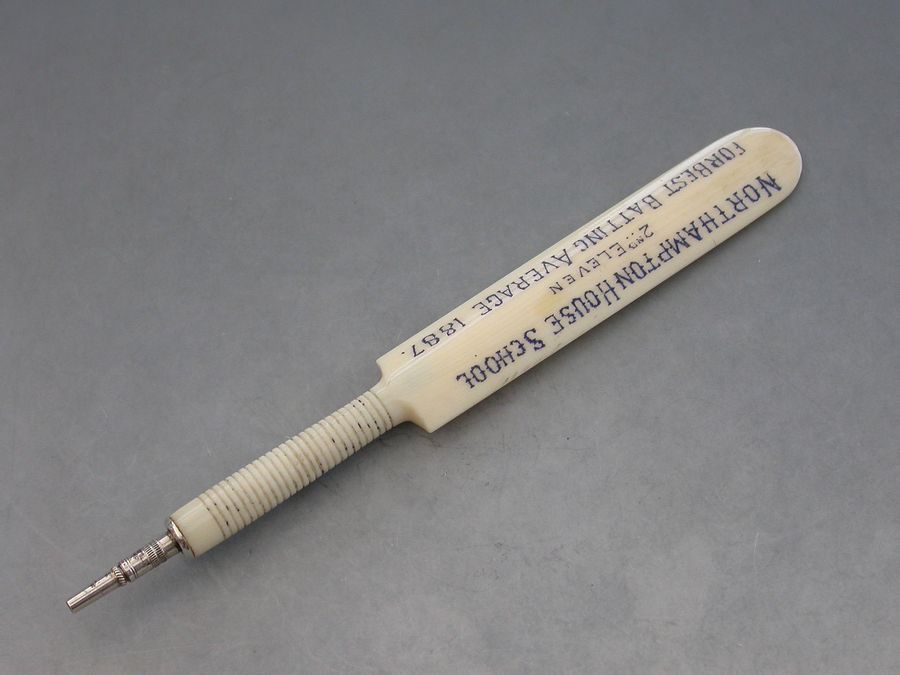 NORTHAMPTON HOUSE SCHOOL
2ND ELEVEN
FOR BEST BATTING AVERAGE 1887.